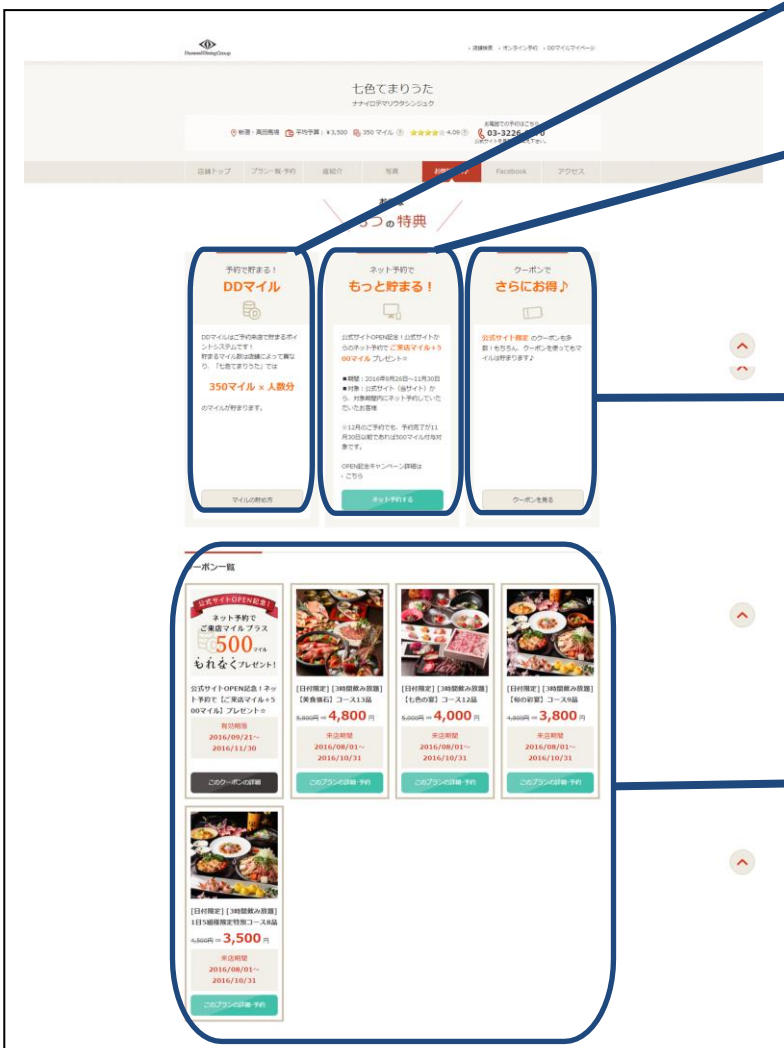 DiamondDiningGroup
› 店舗検索 › オンライン予約 › DDマイルマイページ
七色てまりうた
ナナイロテマリウタシンジュク
お電話での予約はこちら
新宿・高田馬場 平均予算：¥3,500 350 マイル 4.09 03-3226-
店舗トップ プラン一覧・予約 店紹介 写真 Facebook アクセス
つの特典
予約で貯まる！
DDマイル
DDマイルはご予約来店で貯まるポイ
ントシステムです！
貯まるマイル数は店舗によって異な
り、「七色てまりうた」では
350マイル × 人数分
のマイルが貯まります。
マイルの貯め方
ネット予約で
もっと貯まる！
公式サイトOPEN記念！公式サイトか
らのネット予約で ご来店マイル＋5
00マイル プレゼント☆
■期間：2016年9月26日～11月30日
■対象：公式サイト（当サイト）か
ら、対象期間内にネット予約していた
だいたお客様
※12月のご予約でも、予約完了が11
月30日以前であれば500マイル付与対
象です。
OPEN記念キャンペーン詳細は
› こちら
ネット予約する
クーポンで
さらにお得♪
公式サイト限定 のクーポンも多
数！もちろん、クーポンを使ってもマ
イルは貯まります♪
クーポンを見る
ーポン一覧
公式サイトOPEN記念！
ネット予約で
ご来店マイル プラス
500マイル
もれなくプレゼント！
公式サイトOPEN記念！ネッ
ト予約で【ご来店マイル＋5
00マイル】プレゼント☆
有効期限
2016/09/21～
2016/11/30
このクーポンの詳細
[日付限定] [3時間飲み放題]
【美食懐石】コース13品
5,800円 ⇒ 4,800 円
来店期間
2016/08/01～
2016/10/31
このプランの詳細・予約
[日付限定] [3時間飲み放題]
【七色の宴】コース12品
5,000円 ⇒ 4,000 円
来店期間
2016/08/01～
2016/10/31
このプランの詳細・予約
[日付限定] [3時間飲み放題]
【旬の彩宴】コース9品
4,800円 ⇒ 3,800 円
来店期間
2016/08/01～
2016/10/31
このプランの詳細・予約
[日付限定] [3時間飲み放題]
1日5組様限定特別コース8品
4,500円 ⇒ 3,500 円
来店期間
2016/08/01～
2016/10/31
このプランの詳細・予約